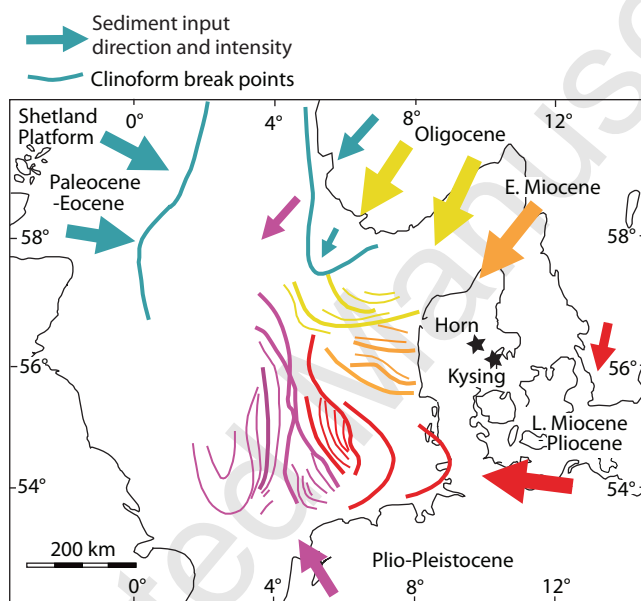 Sediment input
direction and intensity
Clinoform break points
0° 4° 8° 12°
Shetland
Platform
Oligocene
Paleocene
-Eocene
E. Miocene
58° 58°
Horn
Kysing
56° 56°
L. Miocene
Pliocene
54° 54°
200 km
Plio-Pleistocene
0° 4° 8° 12°